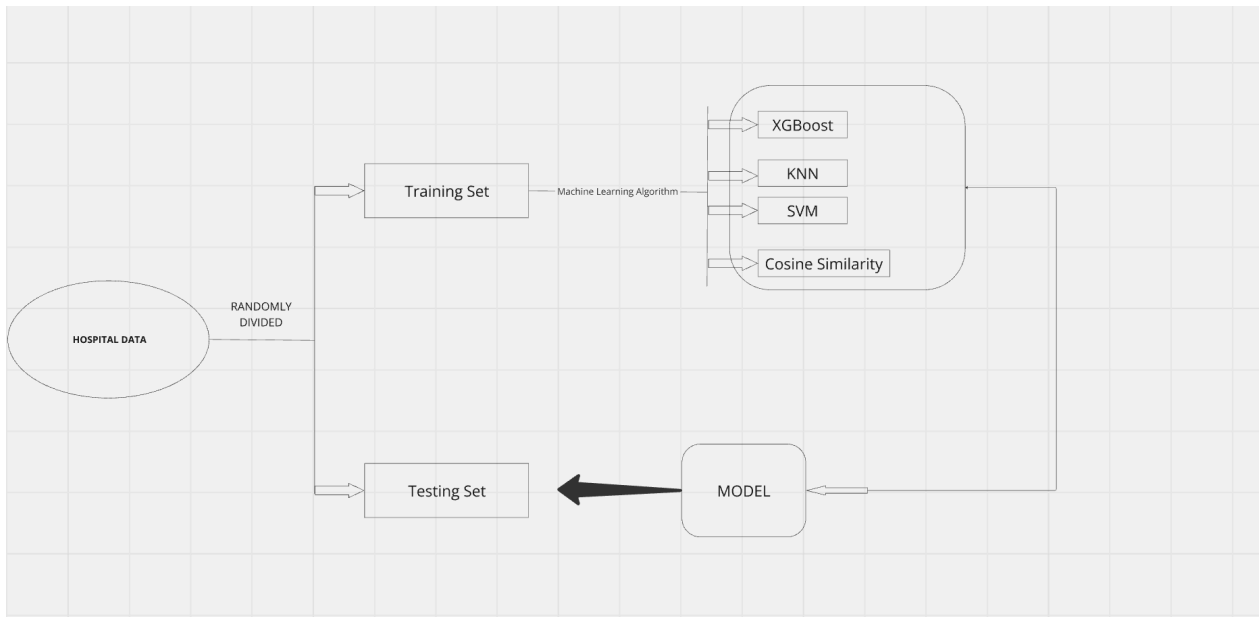 HOSPITAL DATA
RANDOMLY
DIVIDED
Training Set
Machine Learning Algorithm
XGBoost
KNN
SVM
Cosine Similarity
MODEL
Testing Set